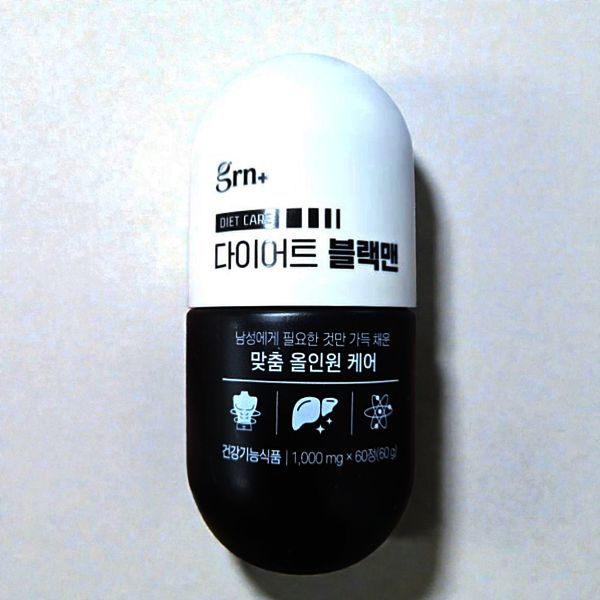 grn+
DIET CARE
다이어트 블랙맨
남성에게 필요한 것만 가득 채운
맞춤 올인원 케어
건강기능식품 | 1,000 mg × 60정(60 g)